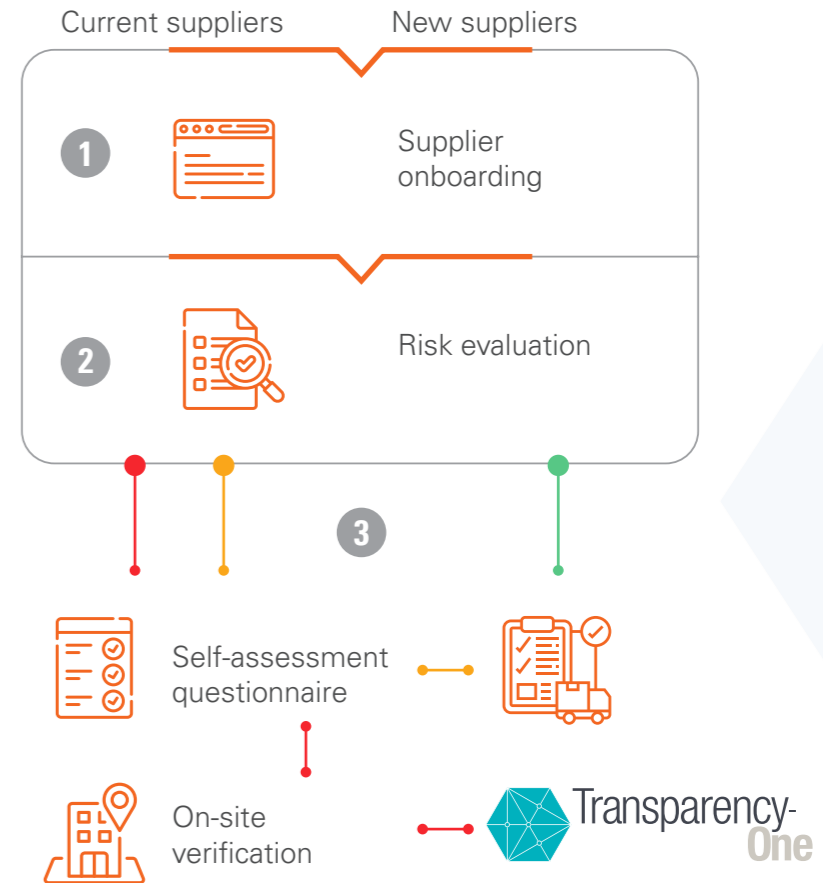 Current suppliers New suppliers
1
Supplier
onboarding
2
Risk evaluation
3
Self-assessment
questionnaire
On-site
verification
Transparency-
One